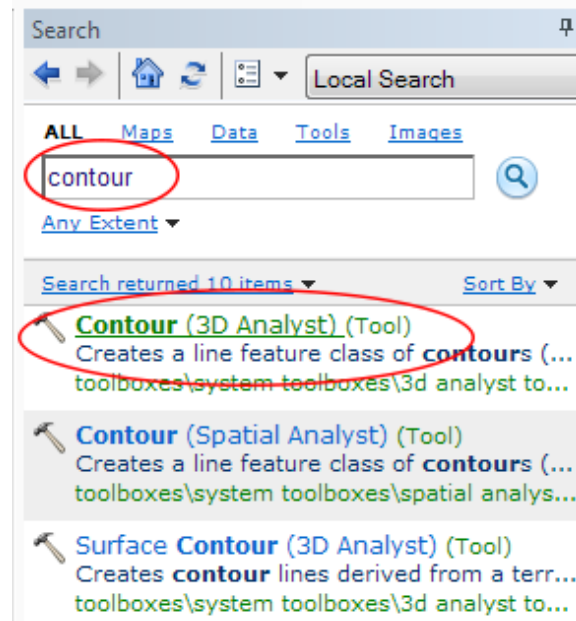 Search
Local Search
ALL Maps Data Tools Images
contour
Any Extent
Search returned 10 items Sort By
Contour (3D Analyst) (Tool)
Creates a line feature class of contours (...
toolboxes\system toolboxes\3d analyst to...
Contour (Spatial Analyst) (Tool)
Creates a line feature class of contours (...
toolboxes\system toolboxes\spatial analys...
Surface Contour (3D Analyst) (Tool)
Creates contour lines derived from a terr...
toolboxes\system toolboxes\3d analyst to...